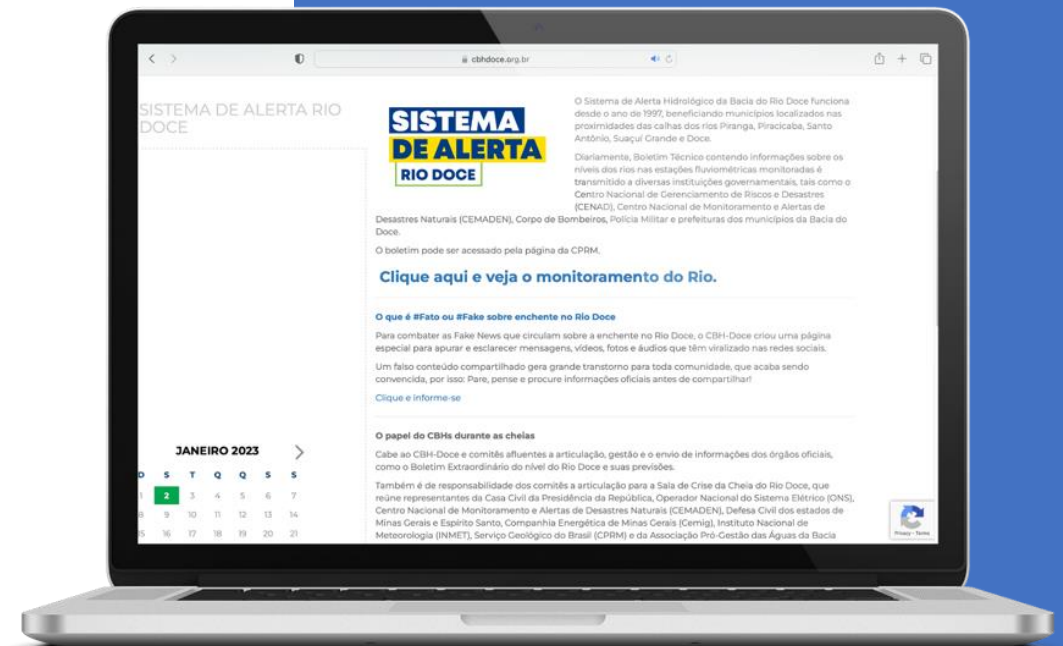 cbhdoce.org.br
SISTEMA DE ALERTA RIO
DOCE
SISTEMA
DE ALERTA
RIO DOCE
O Sistema de Alerta Hidrológico da Bacia do Rio Doce funciona
desde o ano de 1997, beneficiando municípios localizados nas
proximidades das calhas dos rios Piranga, Piracicaba, Santo
Antônio, Suaçuí Grande e Doce.
Diariamente, Boletim Técnico contendo informações sobre os
níveis dos rios nas estações fluviométricas monitoradas é
transmitido a diversas instituições governamentais, tais como o
Centro Nacional de Gerenciamento de Riscos e Desastres
(CENAD), Centro Nacional de Monitoramento e Alertas de
Desastres Naturais (CEMADEN), Corpo de Bombeiros, Polícia Militar e prefeituras dos municípios da Bacia do
Doce.
O boletim pode ser acessado pela página da CPRM.
Clique aqui e veja o monitoramento do Rio.
O que é #Fato ou #Fake sobre enchente no Rio Doce
Para combater as Fake News que circulam sobre a enchente no Rio Doce, o CBH-Doce criou uma página
especial para apurar e esclarecer mensagens, vídeos, fotos e áudios que têm viralizado nas redes sociais.
Um falso conteúdo compartilhado gera grande transtorno para toda comunidade, que acaba sendo
convencida, por isso: Pare, pense e procure informações oficiais antes de compartilhar!
Clique e informe-se
O papel do CBHs durante as cheias
Cabe ao CBH-Doce e comitês afluentes a articulação, gestão e o envio de informações dos órgãos oficiais,
como o Boletim Extraordinário do nível do Rio Doce e suas previsões.
Também é de responsabilidade dos comitês a articulação para a Sala de Crise da Cheia do Rio Doce, que
reúne representantes da Casa Civil da Presidência da República, Operador Nacional do Sistema Elétrico (ONS),
Centro Nacional de Monitoramento e Alertas de Desastres Naturais (CEMADEN), Defesa Civil dos estados de
Minas Gerais e Espírito Santo, Companhia Energética de Minas Gerais (Cemig), Instituto Nacional de
Meteorologia (INMET), Serviço Geológico do Brasil (CPRM) e da Associação Pró-Gestão das Águas da Bacia
JANEIRO 2023
D S T Q Q S S
1 2 3 4 5 6 7
8 9 10 11 12 13 14
15 16 17 18 19 20 21
Privacy - Terms